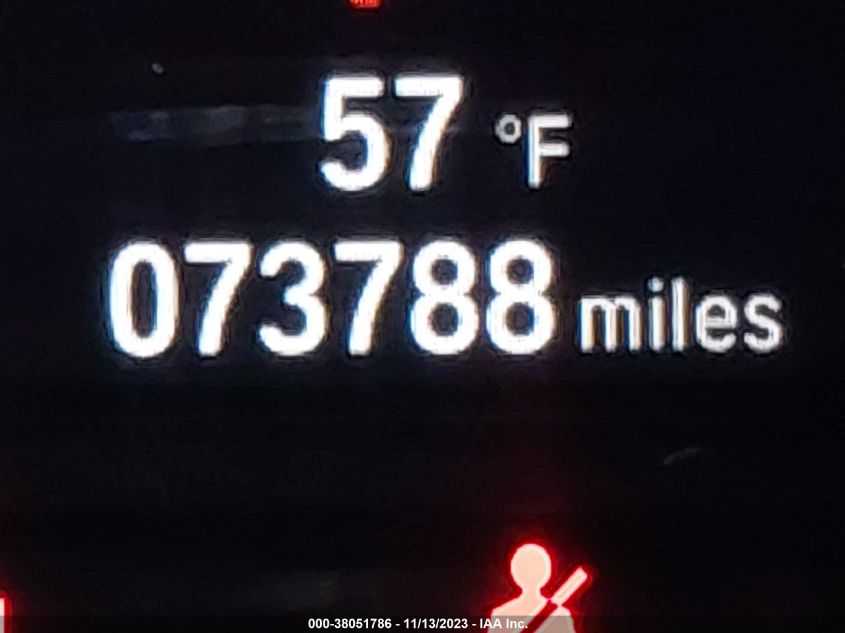 57 °F
073788 miles
000-38051786 - 11/13/2023 - IAA Inc.